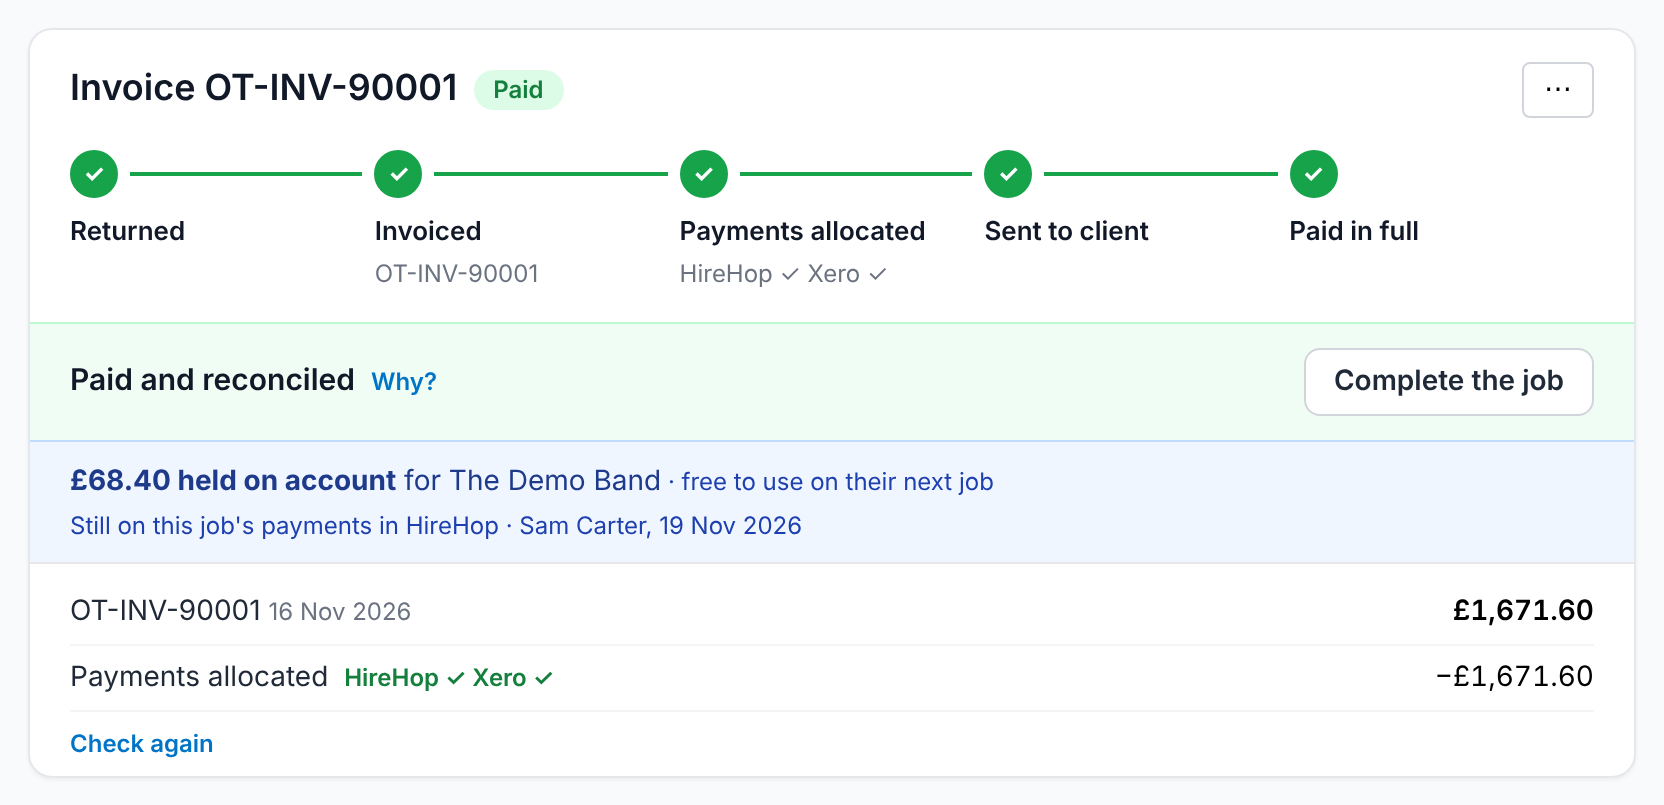 Invoice OT-INV-90001 Paid
...
Returned
Invoiced
OT-INV-90001
Payments allocated
HireHop ✓ Xero ✓
Sent to client
Paid in full
Paid and reconciled Why?
Complete the job
£68.40 held on account for The Demo Band · free to use on their next job
Still on this job's payments in HireHop · Sam Carter, 19 Nov 2026
OT-INV-90001 16 Nov 2026 £1,671.60
Payments allocated HireHop ✓ Xero ✓ −£1,671.60
Check again